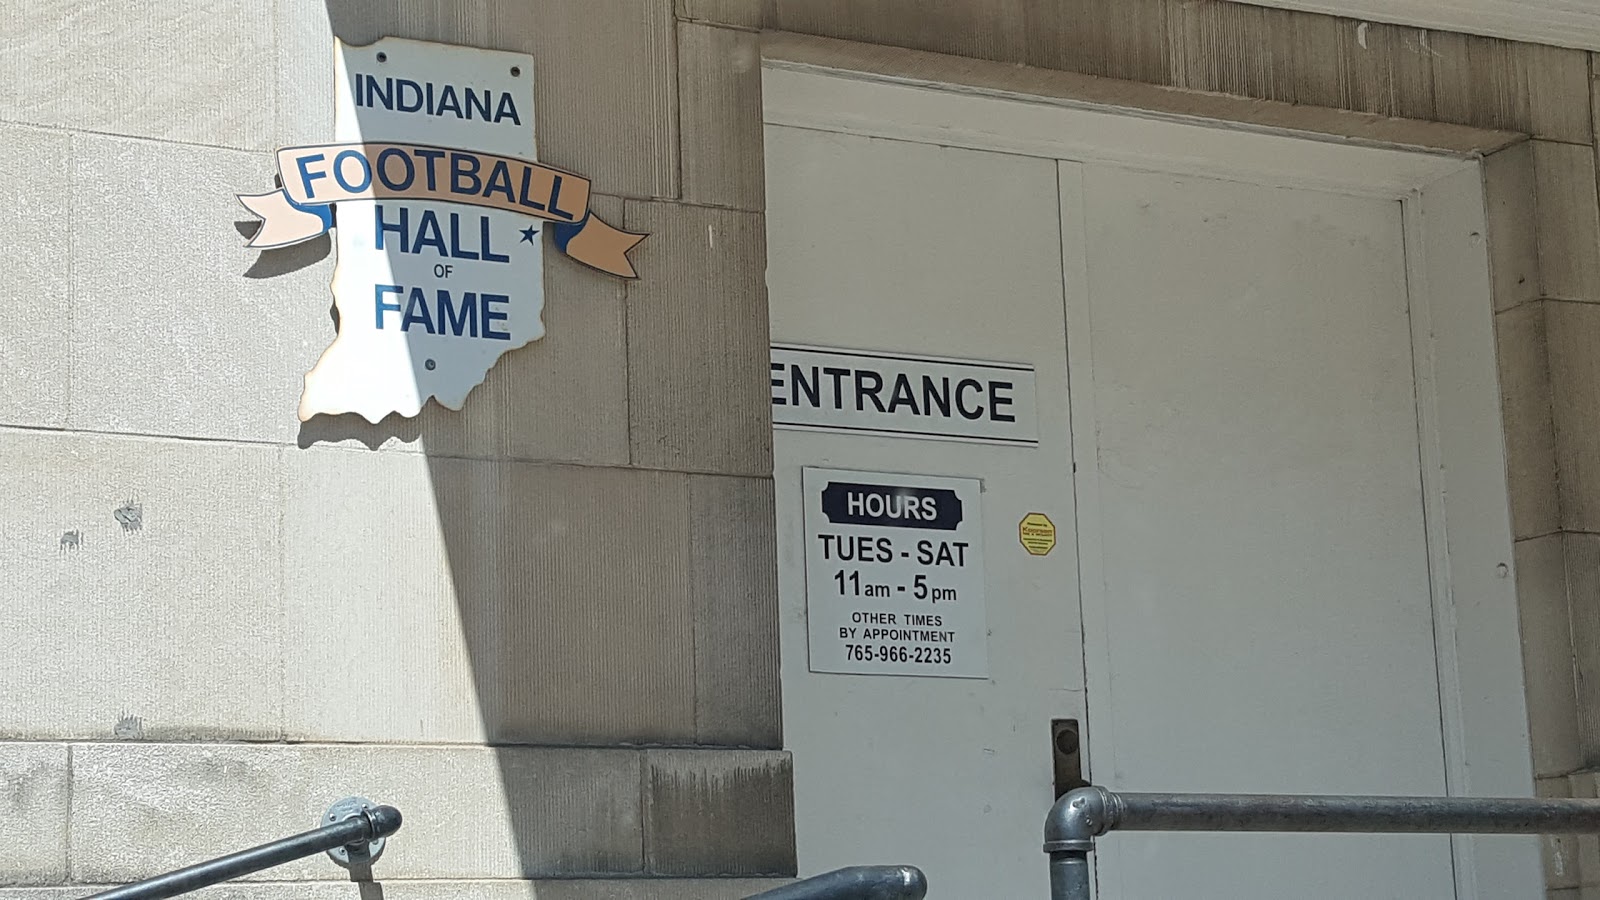 INDIANA
FOOTBALL
HALL
OF
FAME
ENTRANCE
HOURS
TUES - SAT
11am - 5pm
OTHER TIMES
BY APPOINTMENT
765-966-2235